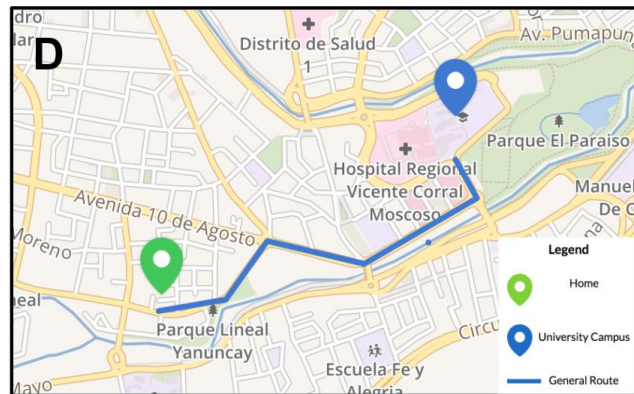 D
Distrito de Salud
1
Av. Pumapun
Parque El Paraiso
Hospital Regional
Vicente Corral
Moscoso
Manuel
De O
Avenida 10 de Agosto
Moreno
Parque Lineal
Yanuncay
Circu
Escuela Fe y
Alegria
Mayo
Legend
Home
University Campus
General Route